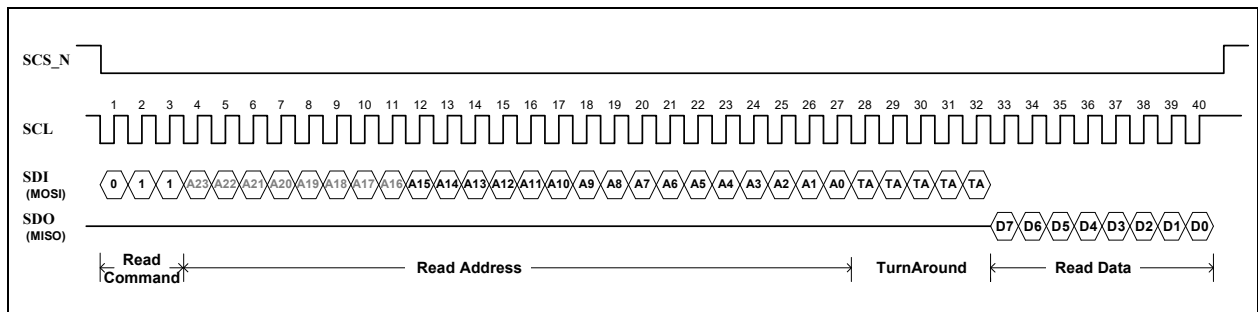 SCS_N
1 2 3 4 5 6 7 8 9 10 11 12 13 14 15 16 17 18 19 20 21 22 23 24 25 26 27 28 29 30 31 32 33 34 35 36 37 38 39 40
SCL
SDI
(MOSI)
0 1 1 A23 A22 A21 A20 A19 A18 A17 A16 A15 A14 A13 A12 A11 A10 A9 A8 A7 A6 A5 A4 A3 A2 A1 A0 TA TA TA TA TA
SDO
(MISO)
D7 D6 D5 D4 D3 D2 D1 D0
Read
Command
Read Address
TurnAround
Read Data